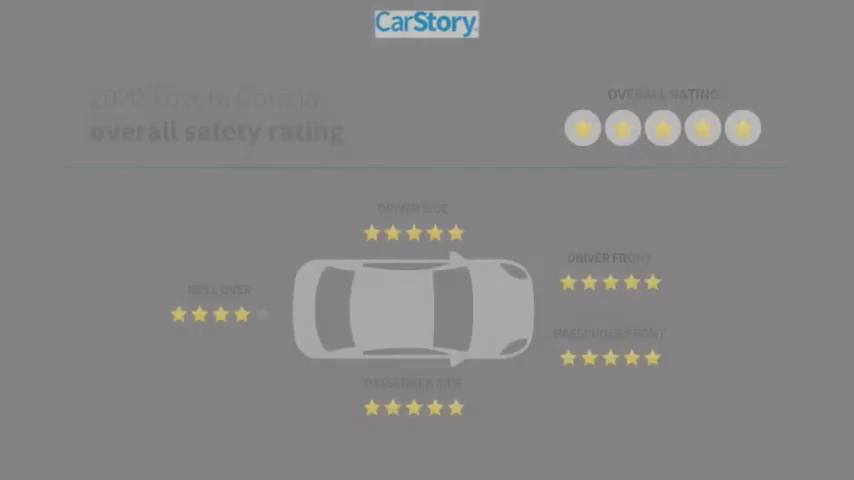 CarStory
2020 Toyota Corolla
overall safety rating
OVERALL RATING
DRIVER SIDE
DRIVER FRONT
ROLL OVER
PASSENGER FRONT
PASSENGER SIDE